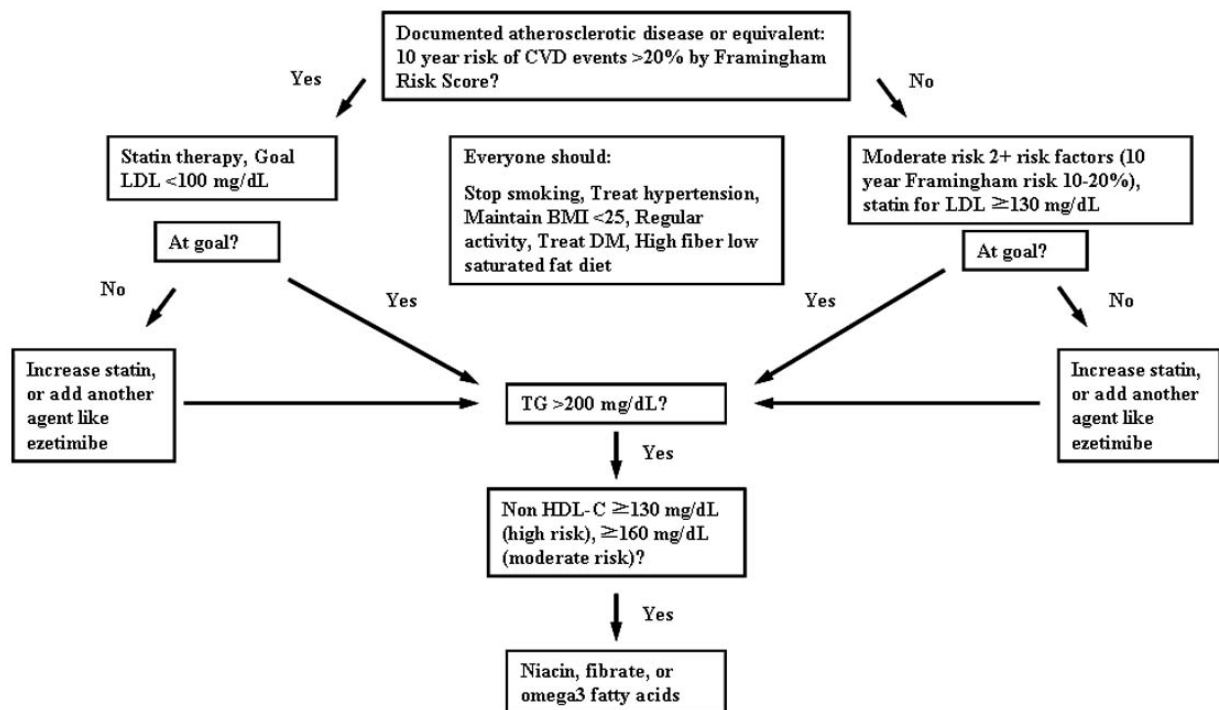 Documented atherosclerotic disease or equivalent:
10 year risk of CVD events >20% by Framingham
Risk Score?
Yes
No
Statin therapy, Goal
LDL <100 mg/dL
Everyone should:
Stop smoking, Treat hypertension,
Maintain BMI <25, Regular
activity, Treat DM, High fiber low
saturated fat diet
Moderate risk 2+ risk factors (10
year Framingham risk 10-20%),
statin for LDL ≥130 mg/dL
At goal?
At goal?
No
Yes
Yes
No
Increase statin,
or add another
agent like
ezetimibe
TG >200 mg/dL?
Increase statin,
or add another
agent like
ezetimibe
Yes
Non HDL-C ≥130 mg/dL
(high risk), ≥160 mg/dL
(moderate risk)?
Yes
Niacin, fibrate, or
omega3 fatty acids